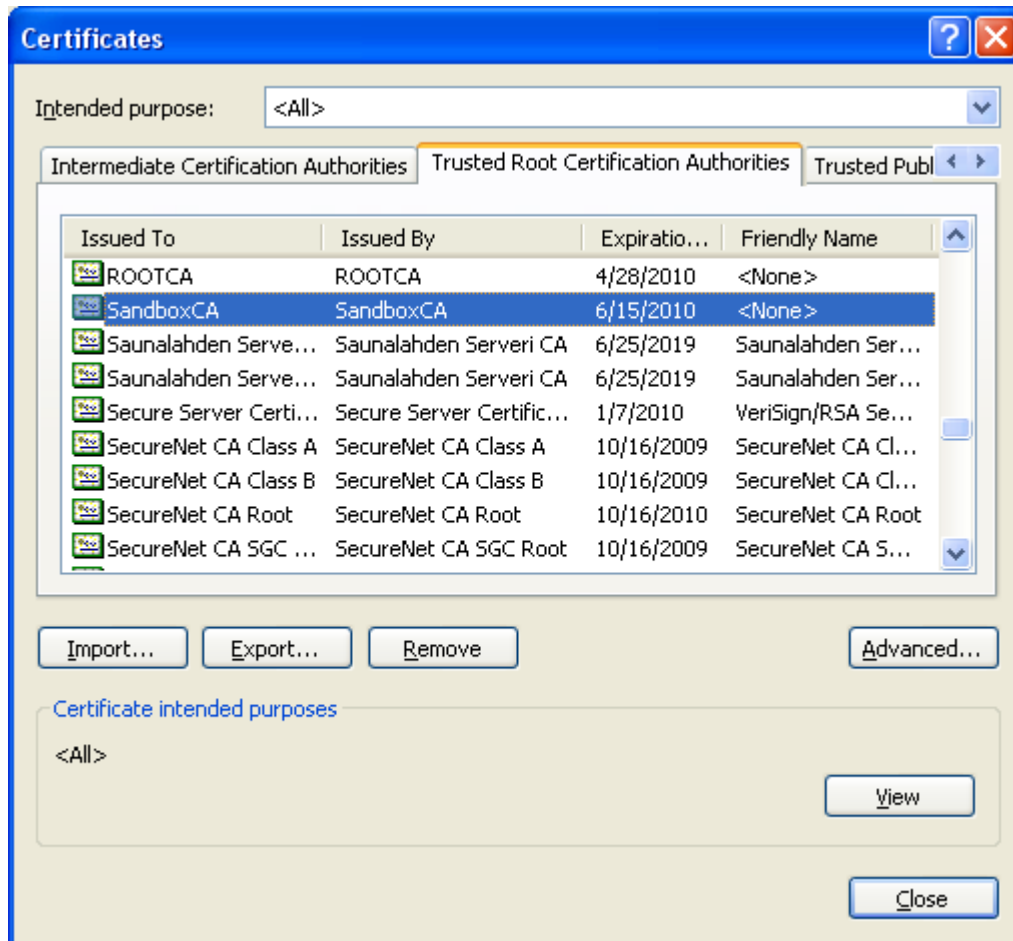 Certificates
Intended purpose: <All>
Intermediate Certification Authorities Trusted Root Certification Authorities Trusted Publ
Issued To Issued By Expiratio... Friendly Name
ROOTCA ROOTCA 4/28/2010 <None>
SandboxCA SandboxCA 6/15/2010 <None>
Saunalahden Serve... Saunalahden Serveri CA 6/25/2019 Saunalahden Ser...
Saunalahden Serve... Saunalahden Serveri CA 6/25/2019 Saunalahden Ser...
Secure Server Certi... Secure Server Certific... 1/7/2010 VeriSign/RSA Se...
SecureNet CA Class A SecureNet CA Class A 10/16/2009 SecureNet CA Cl...
SecureNet CA Class B SecureNet CA Class B 10/16/2009 SecureNet CA Cl...
SecureNet CA Root SecureNet CA Root 10/16/2010 SecureNet CA Root
SecureNet CA SGC ... SecureNet CA SGC Root 10/16/2009 SecureNet CA S...
Import... Export... Remove Advanced...
Certificate intended purposes
<All>
View
Close